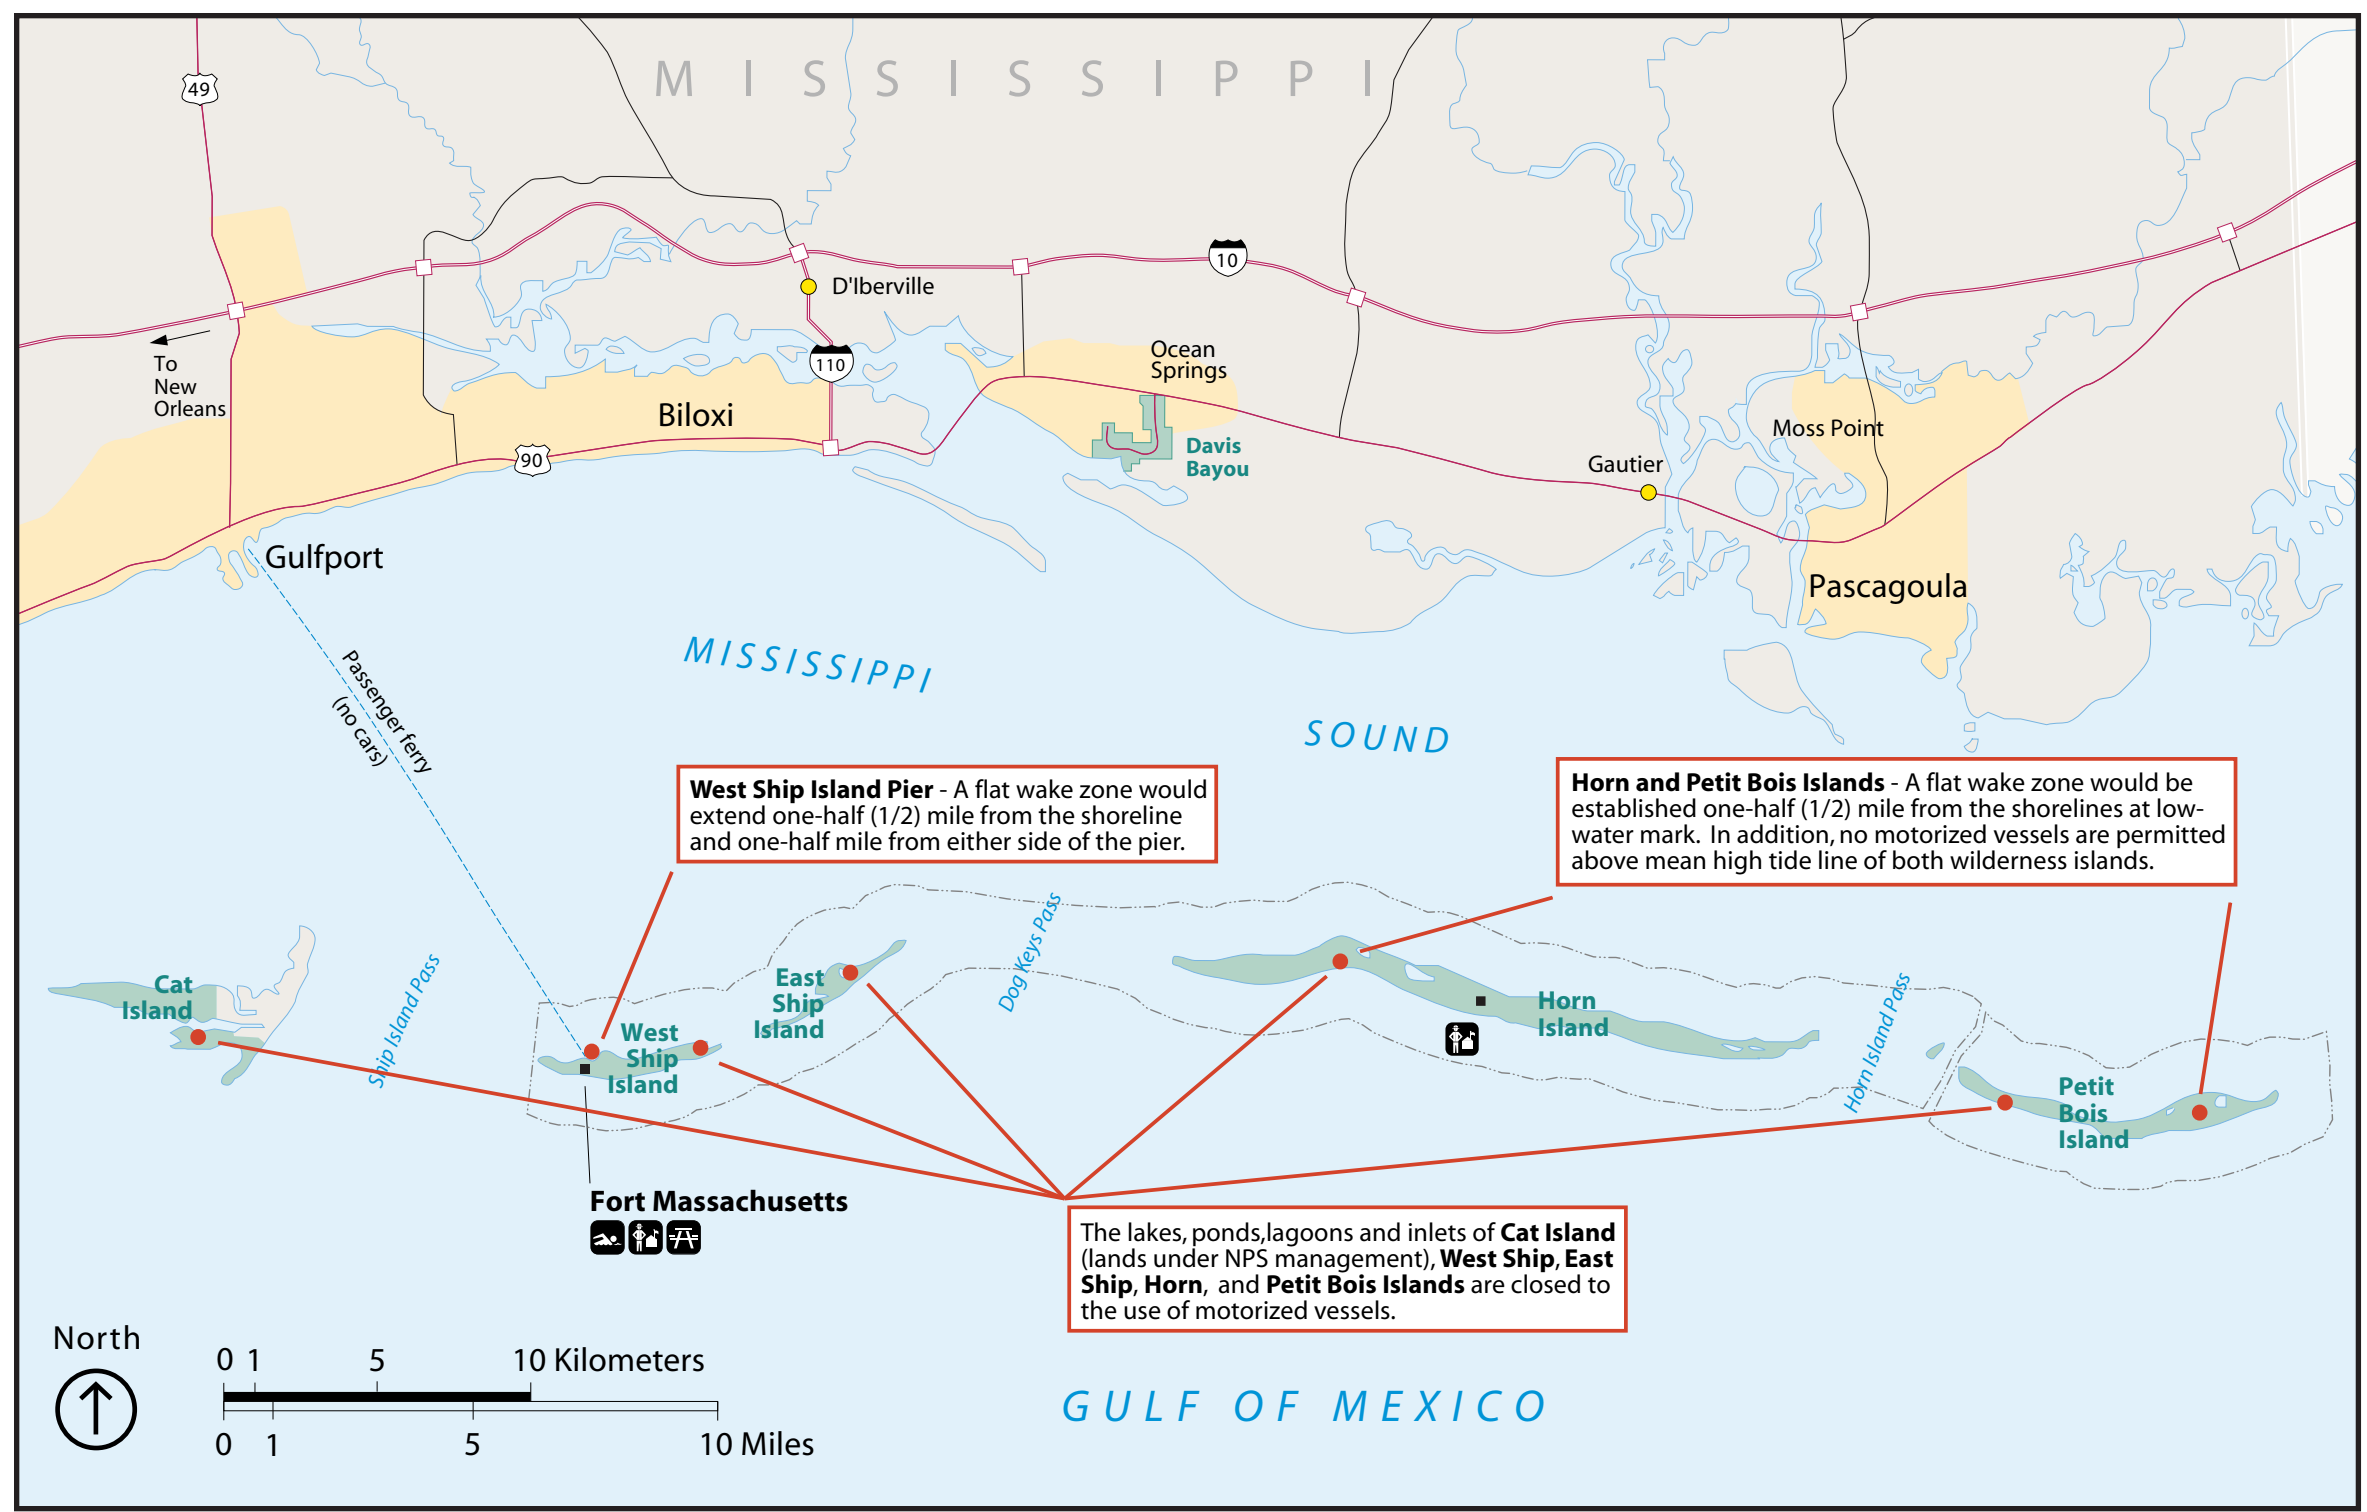 MISSISSIPPI
49
10
D'Iberville
110
To
New
Orleans
Ocean
Springs
Biloxi
90
Davis
Bayou
Moss Point
Gautier
Gulfport
Pascagoula
MISSISSIPPI
SOUND
Passenger ferry
(no cars)
West Ship Island Pier - A flat wake zone would
extend one-half (1/2) mile from the shoreline
and one-half mile from either side of the pier.
Horn and Petit Bois Islands - A flat wake zone would be
established one-half (1/2) mile from the shorelines at low-
water mark. In addition, no motorized vessels are permitted
above mean high tide line of both wilderness islands.
Cat
Island
Ship Island Pass
West
Ship
Island
East
Ship
Island
Dog Keys Pass
Horn
Island
Horn Island Pass
Petit
Bois
Island
Fort Massachusetts
The lakes, ponds,lagoons and inlets of Cat Island
(lands under NPS management), West Ship, East
Ship, Horn, and Petit Bois Islands are closed to
the use of motorized vessels.
North
0 1 5 10 Kilometers
0 1 5 10 Miles
GULF OF MEXICO